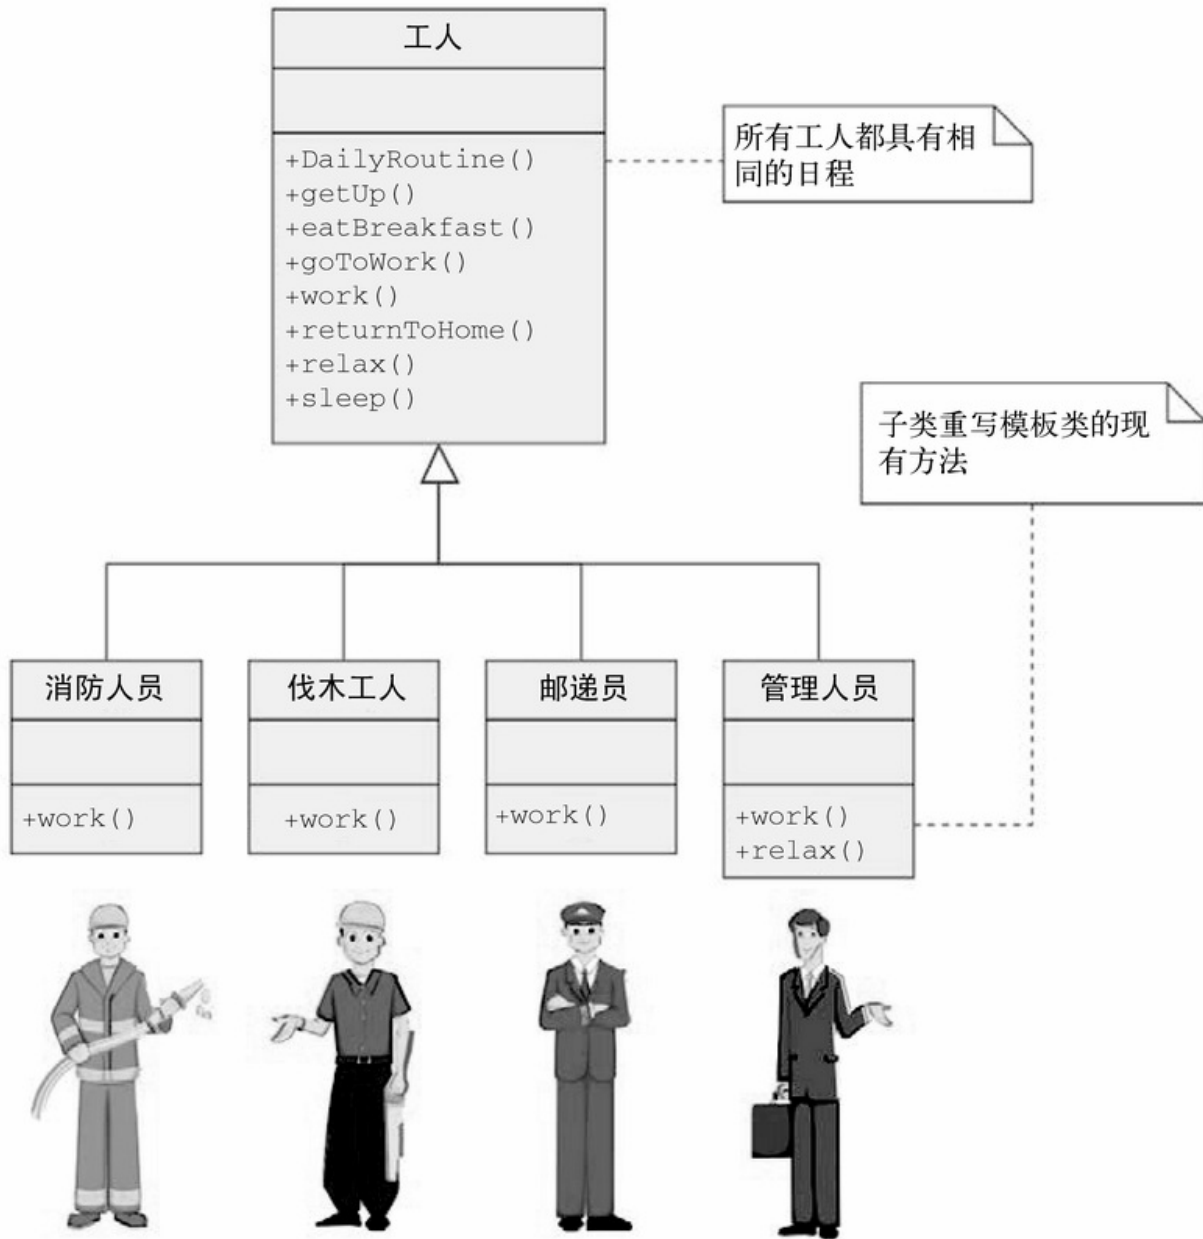 工人
+DailyRoutine()
+getUp()
+eatBreakfast()
+goToWork()
+work()
+returnToHome()
+relax()
+sleep()
所有工人都具有相
同的日程
子类重写模板类的现
有方法
消防人员
+work()
伐木工人
+work()
邮递员
+work()
管理人员
+work()
+relax()